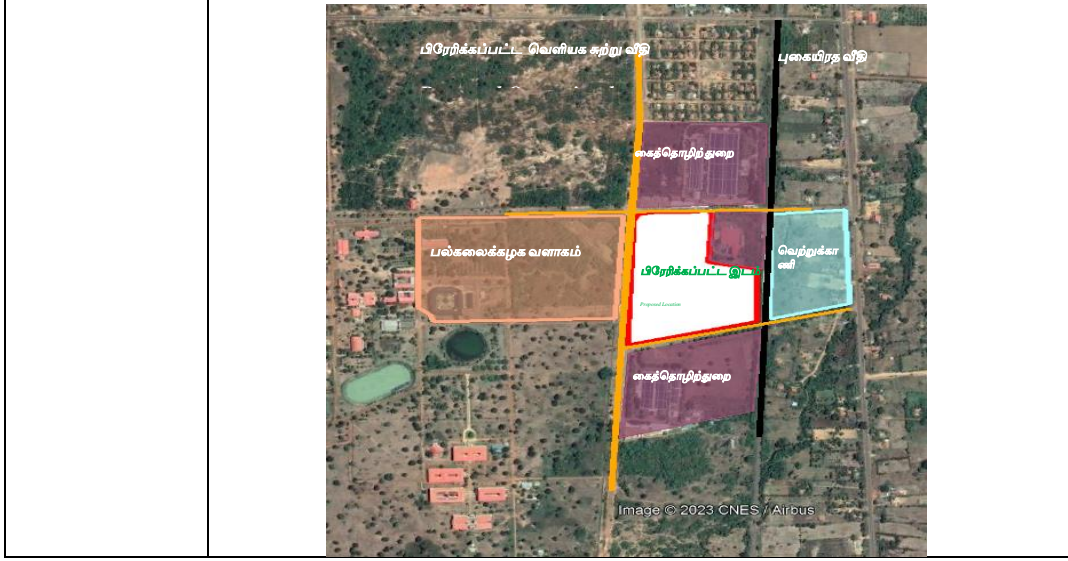 பிரேரிக்கப்பட்ட வெளியக சுற்று வீதி
புகையிரத வீதி
கைத்தொழிற்துறை
பல்கலைக்கழக வளாகம்
வெற்றுக்கா
ணி
பிரேரிக்கப்பட்ட இடம்
Proposed Location
கைத்தொழிற்துறை
Image © 2023 CNES / Airbus